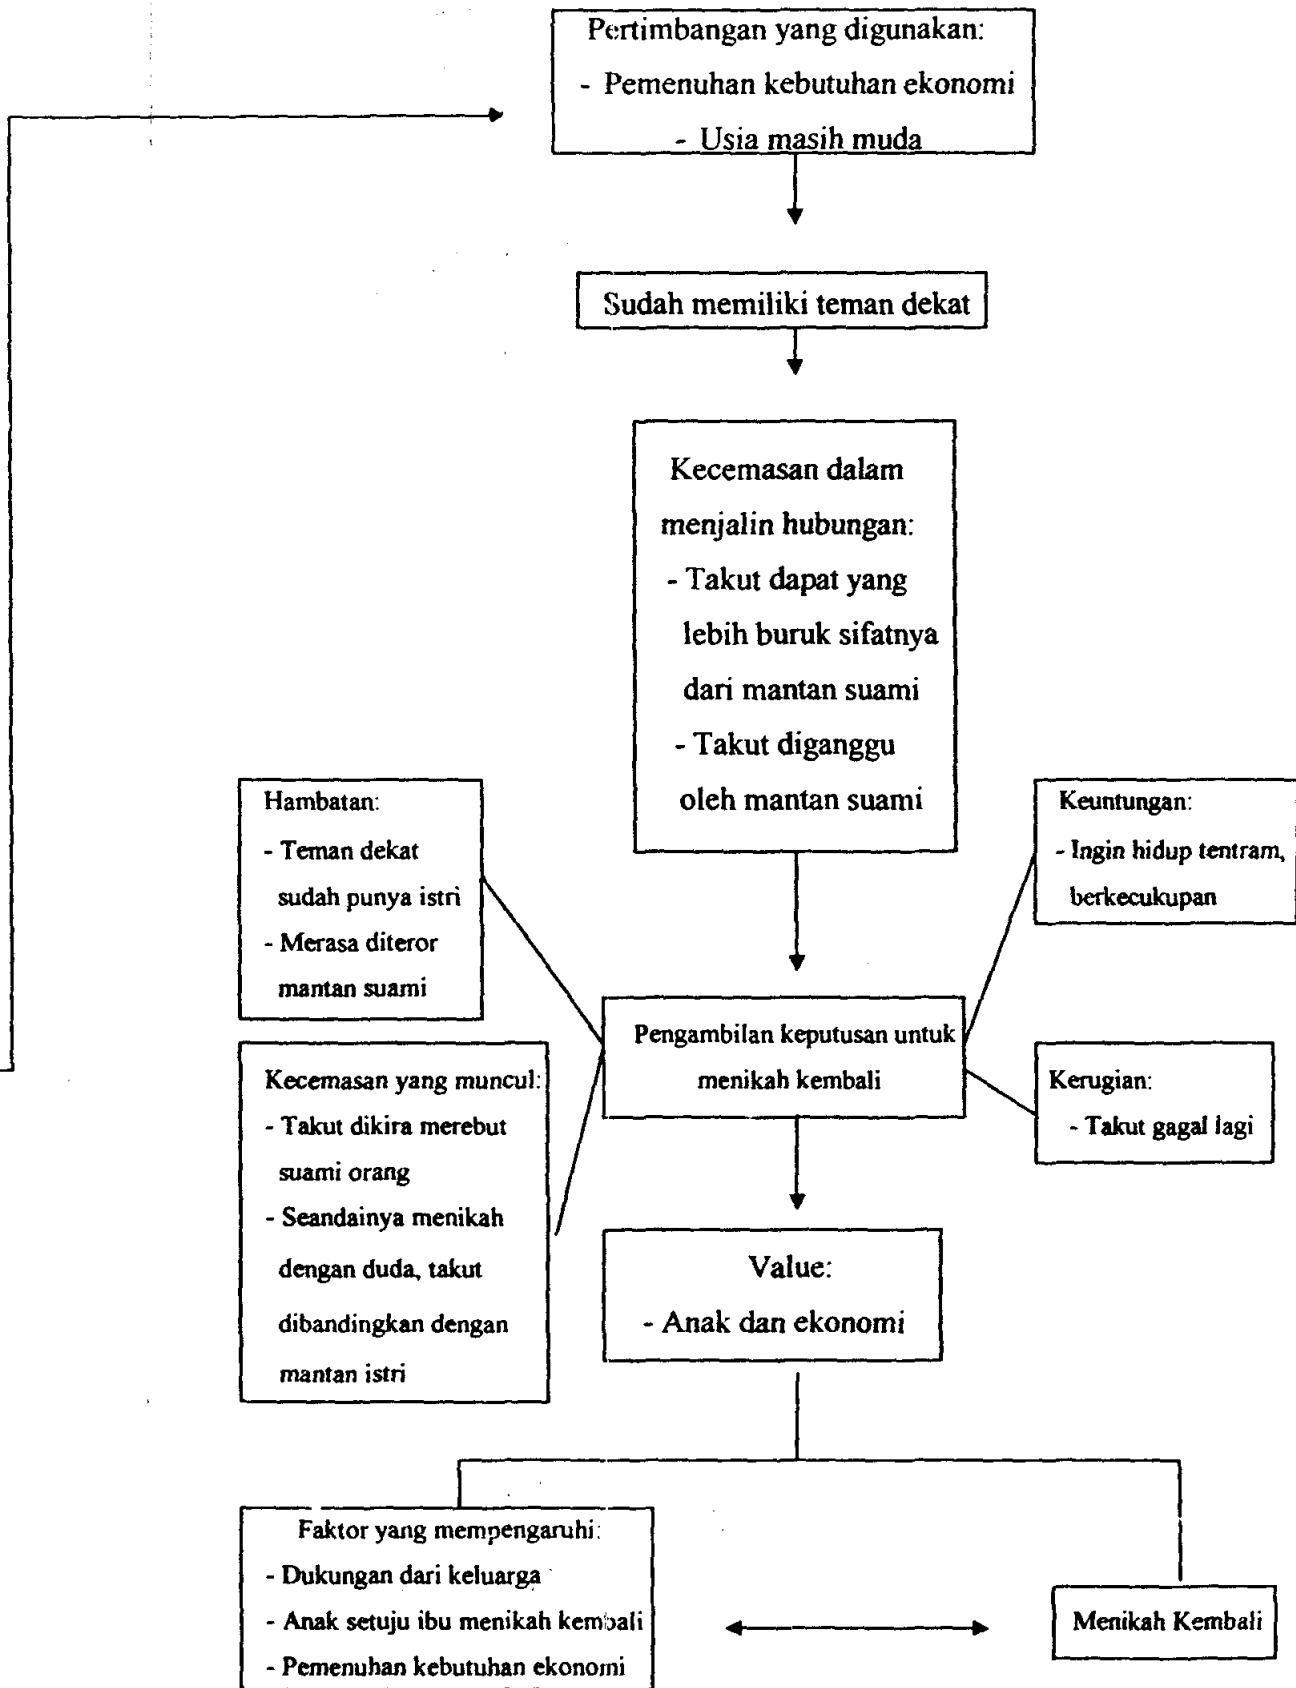 Pertimbangan yang digunakan:
- Pemenuhan kebutuhan ekonomi
- Usia masih muda
Sudah memiliki teman dekat
Kecemasan dalam
menjalin hubungan:
- Takut dapat yang
lebih buruk sifatnya
dari mantan suami
- Takut diganggu
oleh mantan suami
Hambatan:
- Teman dekat
sudah punya istri
- Merasa diteror
mantan suami
Keuntungan:
- Ingin hidup tentram,
berkecukupan
Pengambilan keputusan untuk
menikah kembali
Kecemasan yang muncul:
- Takut dikira merebut
suami orang
- Seandainya menikah
dengan duda, takut
dibandingkan dengan
mantan istri
Kerugian:
- Takut gagal lagi
Value:
- Anak dan ekonomi
Faktor yang mempengaruhi:
- Dukungan dari keluarga
- Anak setuju ibu menikah kembali
- Pemenuhan kebutuhan ekonomi
Menikah Kembali